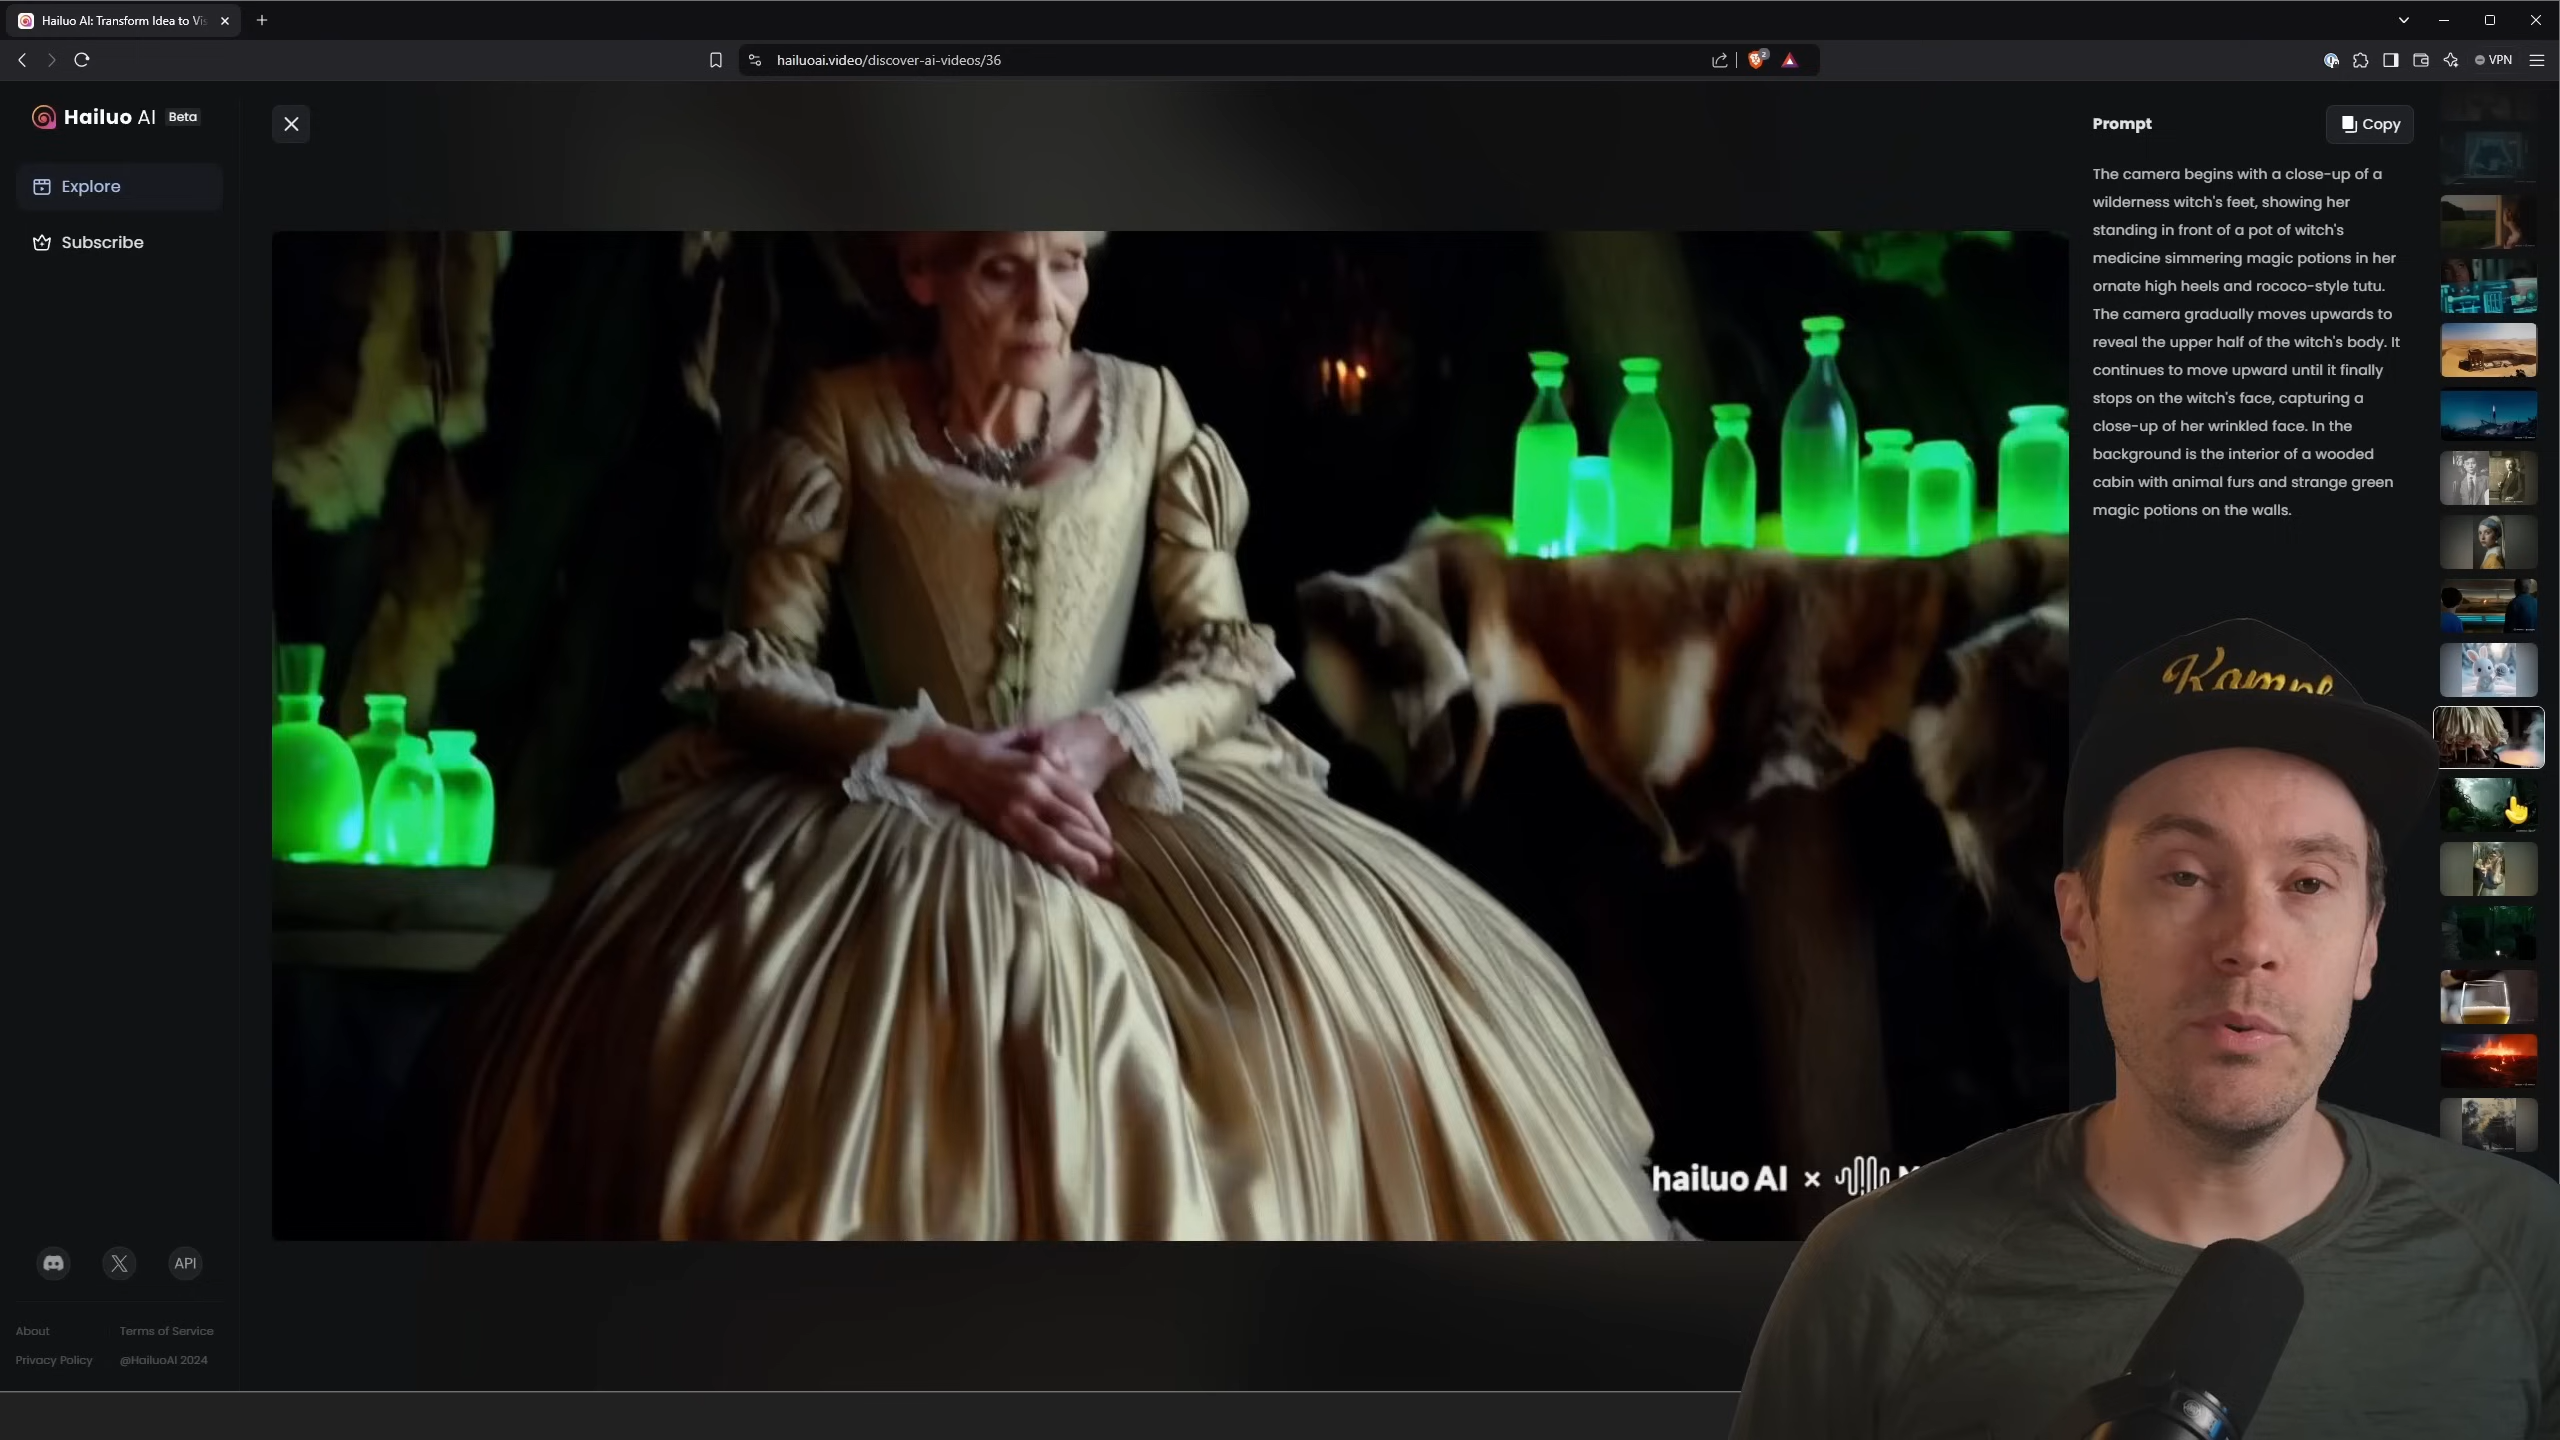 Hailuo AI: Transform Idea to Vis
hailuoai.video/discover-ai-videos/36
2
VPN
Hailuo AI Beta
Explore
Subscribe
Prompt
Copy
The camera begins with a close-up of a
wilderness witch's feet, showing her
standing in front of a pot of witch's
medicine simmering magic potions in her
ornate high heels and rococo-style tutu.
The camera gradually moves upwards to
reveal the upper half of the witch's body. It
continues to move upward until it finally
stops on the witch's face, capturing a
close-up of her wrinkled face. In the
background is the interior of a wooded
cabin with animal furs and strange green
magic potions on the walls.
hailuo AI ×
API
About
Terms of Service
Privacy Policy
@HailuoAI 2024